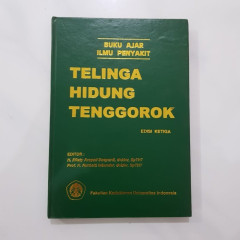 BUKU AJAR
ILMU PENYAKIT
TELINGA
HIDUNG
TENGGOROK
EDISI KETIGA
EDITOR :
Fakultas Kedokteran Universitas Indonesia